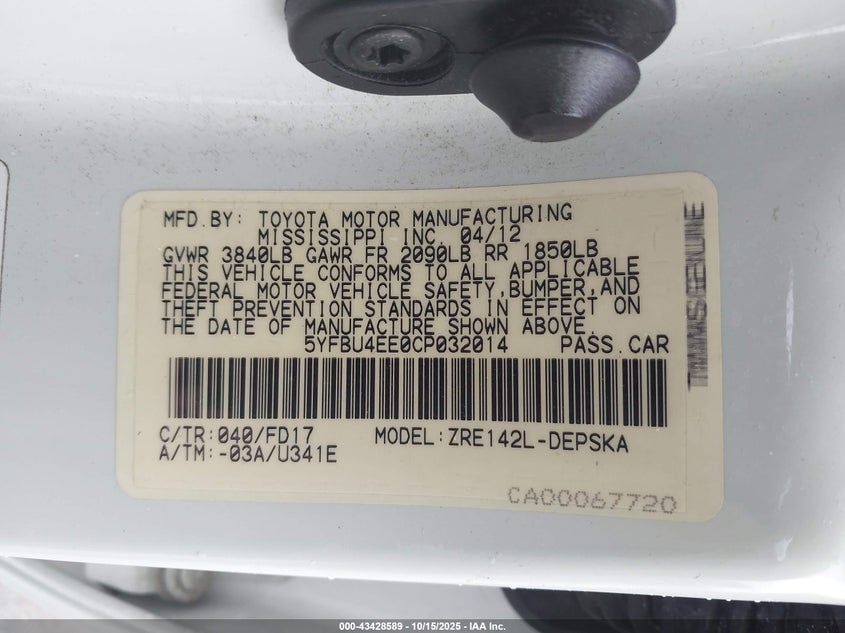 MFD.BY: TOYOTA MOTOR MANUFACTURING
MISSISSIPPI INC. 04/12
GVWR 3840LB GAWR FR 2090LB RR 1850LB
THIS VEHICLE CONFORMS TO ALL APPLICABLE
FEDERAL MOTOR VEHICLE SAFETY,BUMPER,AND
THEFT PREVENTION STANDARDS IN EFFECT ON
THE DATE OF MANUFACTURE SHOWN ABOVE.
5YFBU4EE0CP032014 PASS.CAR
C/TR:040/FD17 MODEL:ZRE142L-DEPSKA
A/TM:-03A/U341E
CA00067720
000-43428589 - 10/15/2025 - IAA Inc.